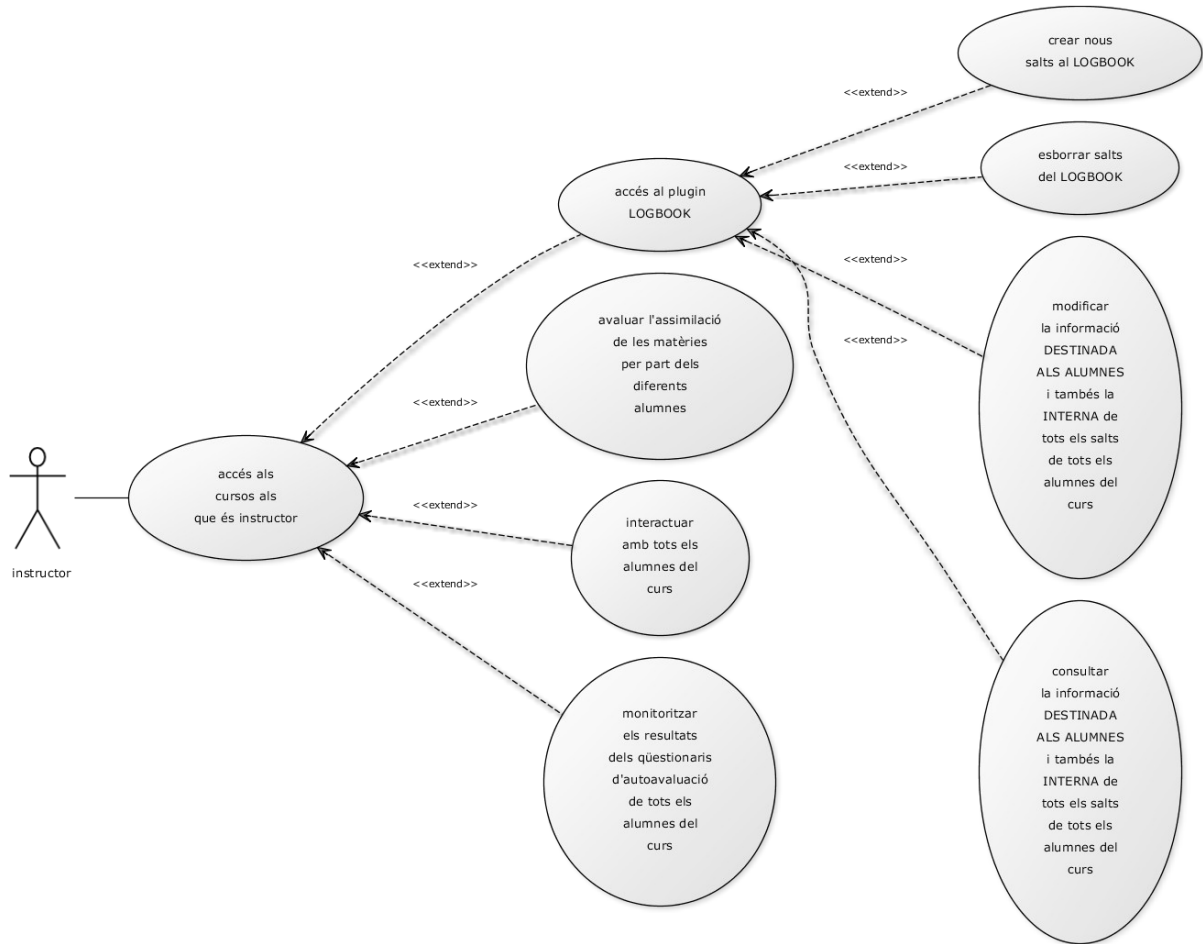 crear nous
salts al LOGBOOK
<<extend>>
esborrar salts
del LOGBOOK
<<extend>>
accés al plugin
LOGBOOK
<<extend>>
<<extend>>
modificar
la informació
DESTINADA
ALS ALUMNES
i també́s la
INTERNA de
tots els salts
de tots els
alumnes del
curs
<<extend>>
avaluar l'assimilació
de les matèries
per part dels
diferents
alumnes
<<extend>>
accés als
cursos als
que és instructor
instructor
<<extend>>
interactuar
amb tots els
alumnes del
curs
<<extend>>
monitoritzar
els resultats
dels qüestionaris
d'autoavaluació
de tots els
alumnes del
curs
consultar
la informació
DESTINADA
ALS ALUMNES
i tambés la
INTERNA de
tots els salts
de tots els
alumnes del
curs